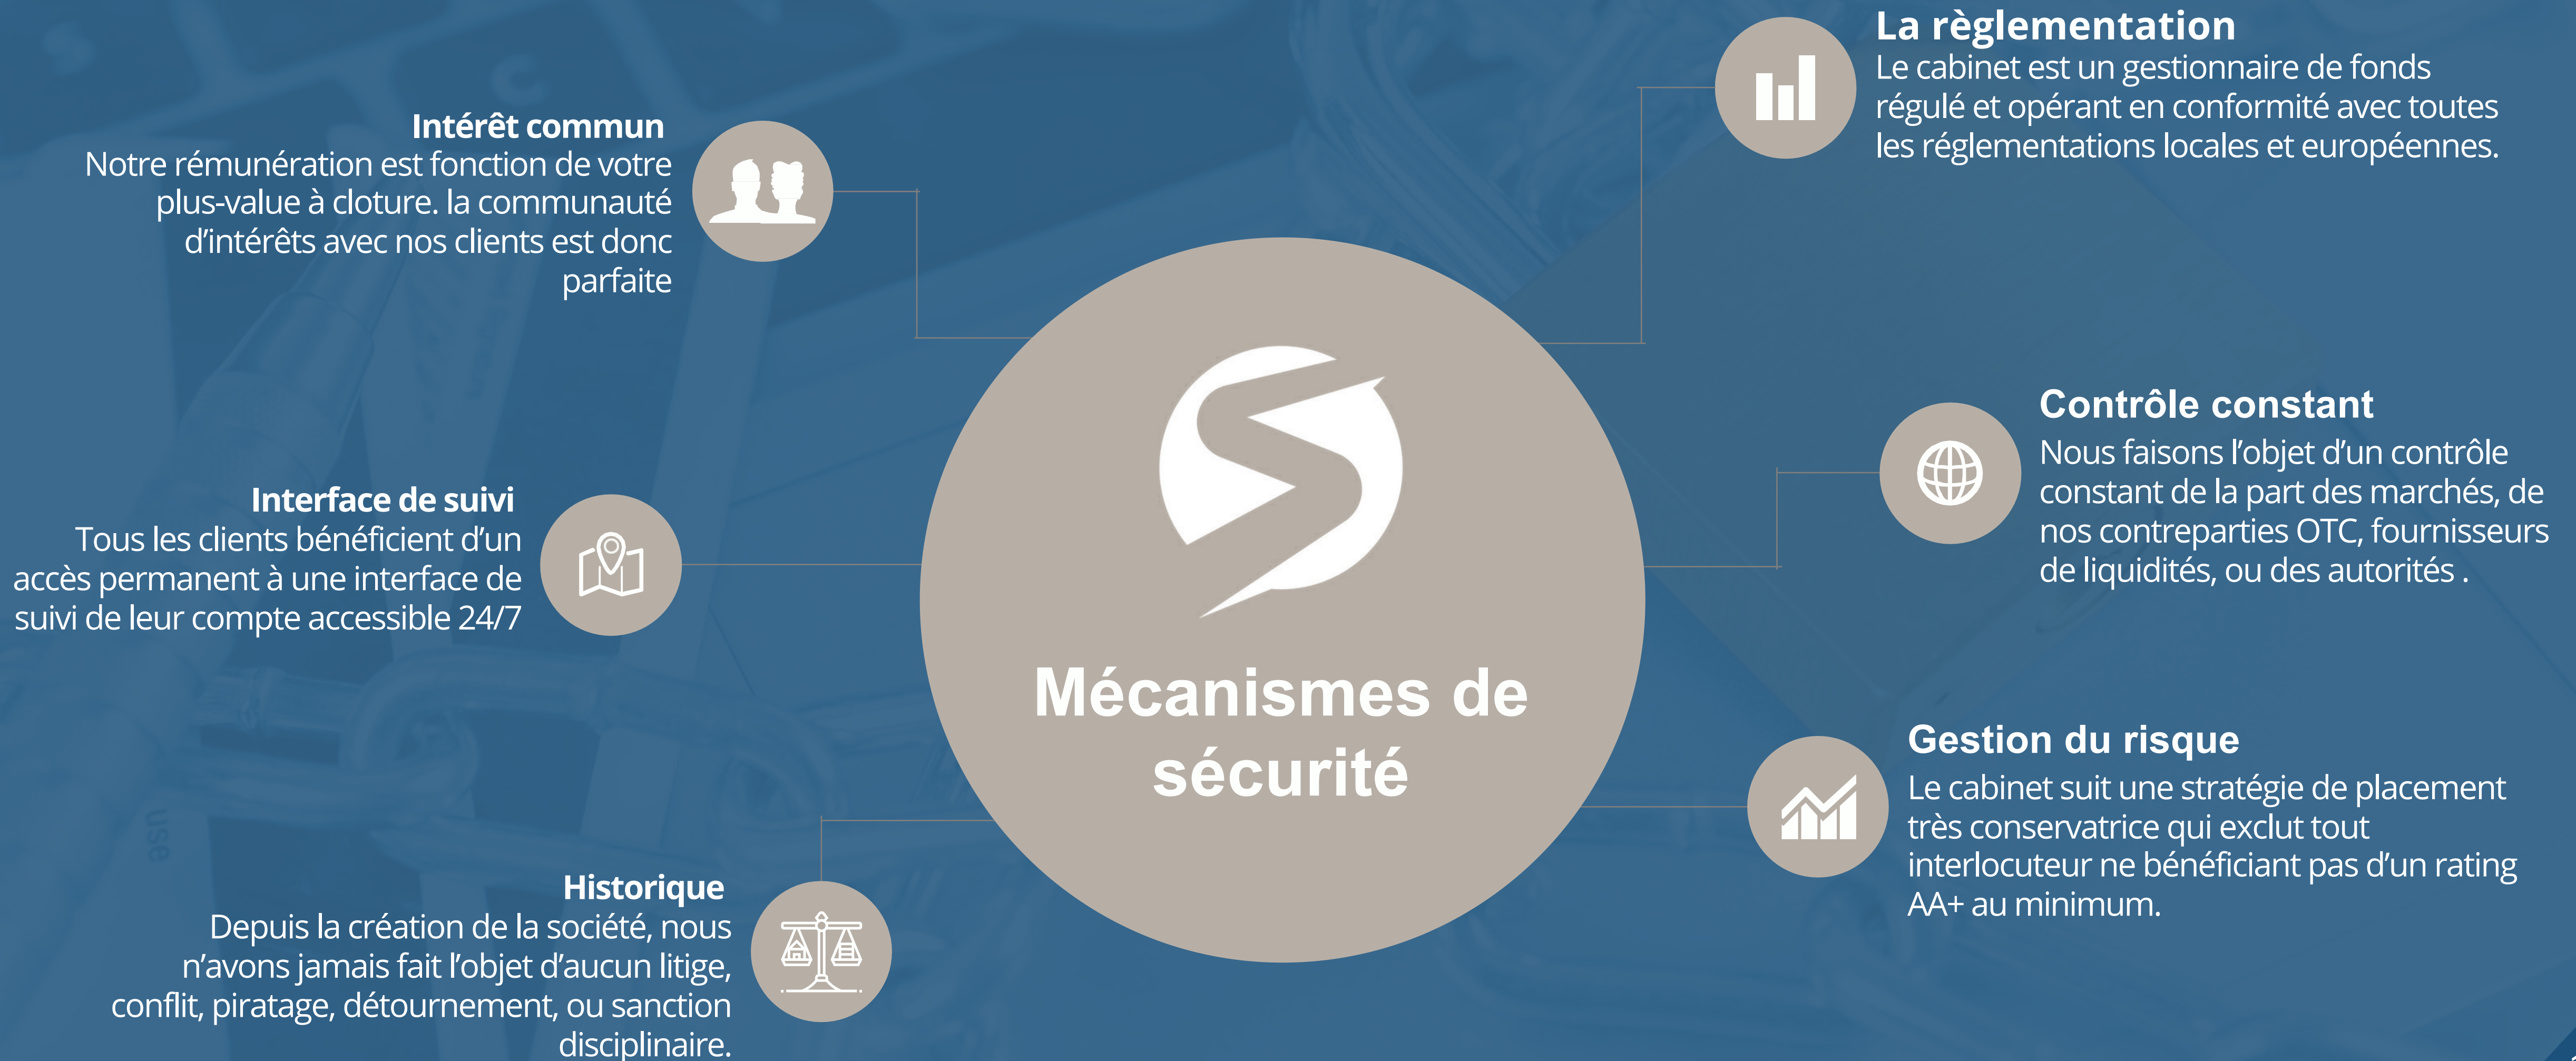 Intérêt commun
Notre rémunération est fonction de votre
plus-value à cloture. la communauté
d’intérêts avec nos clients est donc
parfaite
Interface de suivi
Tous les clients bénéficient d’un
accès permanent à une interface de
suivi de leur compte accessible 24/7
Historique
Depuis la création de la société, nous
n’avons jamais fait l’objet d’aucun litige,
conflit, piratage, détournement, ou sanction
disciplinaire.
Mécanismes de
sécurité
La règlementation
Le cabinet est un gestionnaire de fonds
régulé et opérant en conformité avec toutes
les réglementations locales et européennes.
Contrôle constant
Nous faisons l’objet d’un contrôle
constant de la part des marchés, de
nos contreparties OTC, fournisseurs
de liquidités, ou des autorités .
Gestion du risque
Le cabinet suit une stratégie de placement
très conservatrice qui exclut tout
interlocuteur ne bénéficiant pas d’un rating
AA+ au minimum.
use